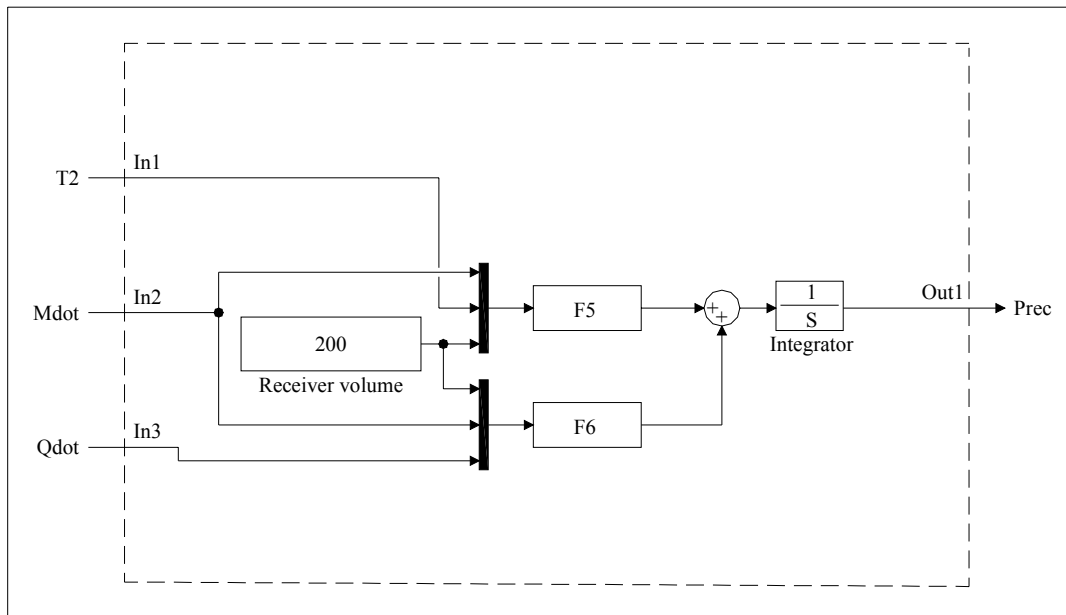 In1
T2
In2
Mdot
200
Receiver volume
In3
Qdot
F5
F6
+
+
1
S
Integrator
Out1
Prec